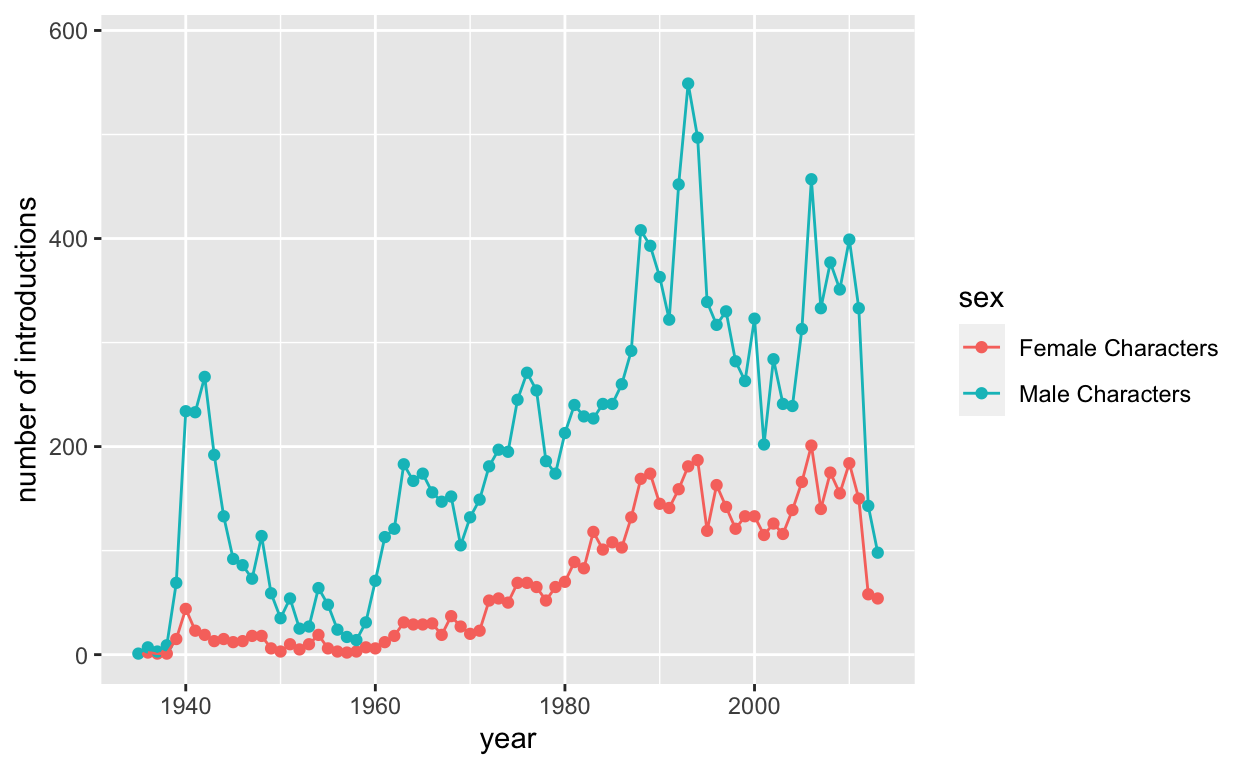 600
400
200
0
1940
1960
1980
2000
year
number of introductions
sex
Female Characters
Male Characters